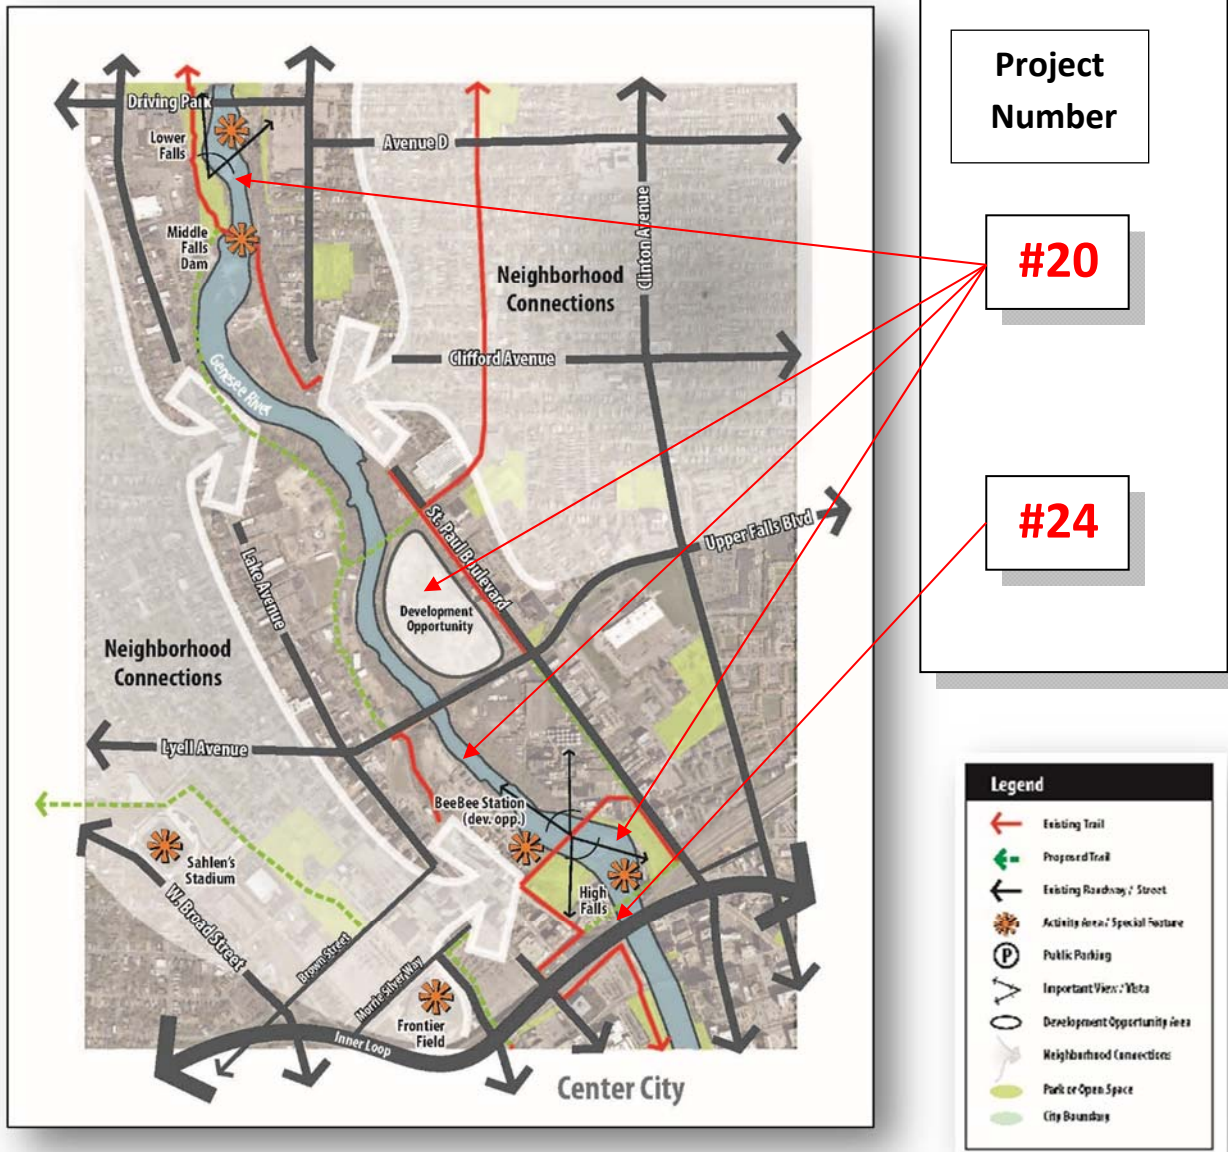 Project
Number
#20
#24
Driving Park
Lower
Falls
Avenue D
Clinton Avenue
Middle
Falls
Dam
Neighborhood
Connections
Clifford Avenue
Genesee River
St. Paul Boulevard
Upper Falls Blvd
Lake Avenue
Development
Opportunity
Neighborhood
Connections
Lyell Avenue
BeeBee Station
(dev. opp.)
Sahlen's
Stadium
High
Falls
W. Broad Street
Brown Street
Morrie Silver Way
Frontier
Field
Inner Loop
Center City
Legend
Existing Trail
Proposed Trail
Existing Roadway / Street
Activity Area / Special Feature
P
Public Parking
Important View / Vista
Development Opportunity Area
Neighborhood Connections
Park or Open Space
City Boundary